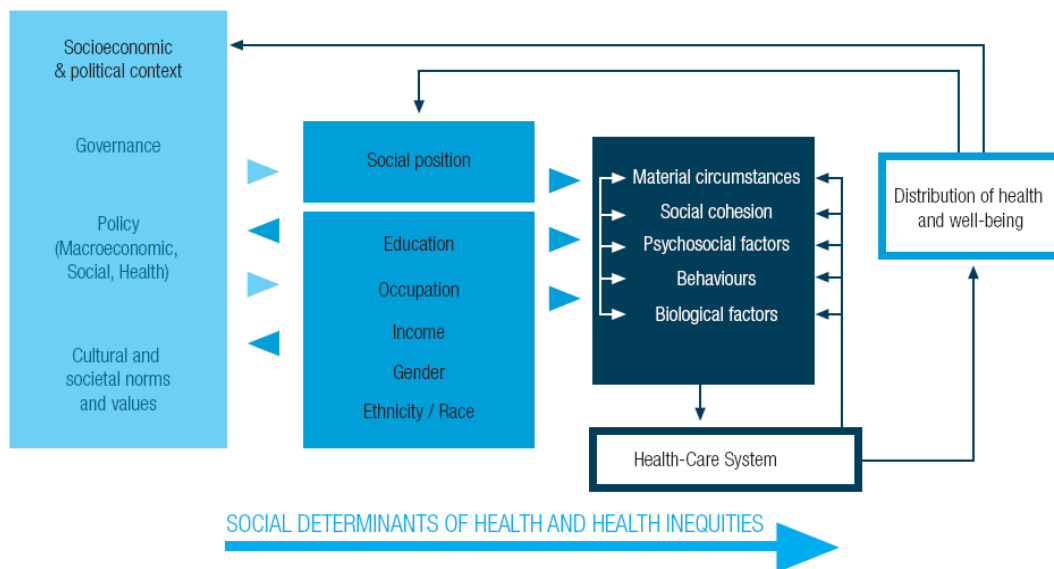 Socioeconomic
& political context
Governance
Policy
(Macroeconomic,
Social, Health)
Cultural and
societal norms
and values
Social position
Education
Occupation
Income
Gender
Ethnicity / Race
Material circumstances
Social cohesion
Psychosocial factors
Behaviours
Biological factors
Health-Care System
Distribution of health
and well-being
SOCIAL DETERMINANTS OF HEALTH AND HEALTH INEQUITIES